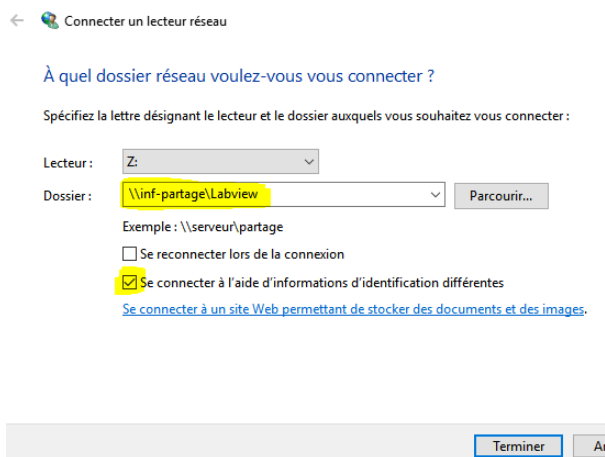 Connecter un lecteur réseau
À quel dossier réseau voulez-vous vous connecter ?
Spécifiez la lettre désignant le lecteur et le dossier auxquels vous souhaitez vous connecter :
Lecteur : Z:
Dossier : \\inf-partage\Labview Parcourir...
Exemple : \\serveur\partage
Se reconnecter lors de la connexion
Se connecter à l'aide d'informations d'identification différentes
Se connecter à un site Web permettant de stocker des documents et des images.
Terminer